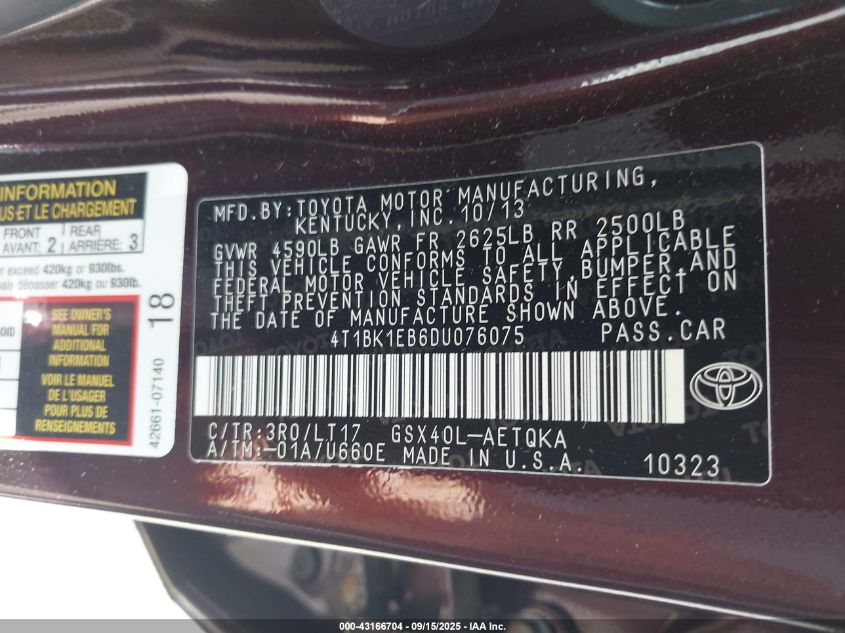 INFORMATION
US ET LE CHARGEMENT
FRONT
AVANT: 2
REAR
ARRIÈRE: 3
er exceed 420kg or 930lbs.
nais dépasser 420kg ou 930lb.
SEE OWNER'S
MANUAL FOR
ADDITIONAL
INFORMATION
VOIR LE MANUEL
DE L'USAGER
POUR PLUS DE
RENSEIGNEMENTS
18
42661-07140
MFD.BY:TOYOTA MOTOR MANUFACTURING,
KENTUCKY,INC.10/13
GVWR 4590LB GAWR FR 2625LB RR 2500LB
THIS VEHICLE CONFORMS TO ALL APPLICABLE
FEDERAL MOTOR VEHICLE SAFETY,BUMPER,AND
THEFT PREVENTION STANDARDS IN EFFECT ON
THE DATE OF MANUFACTURE SHOWN ABOVE.
4T1BK1EB6DU076075 PASS.CAR
C/TR:3R0/LT17 GSX40L-AETQKA
A/TM:-01A/U660E MADE IN U.S.A. 10323
000-43166704 - 09/15/2025 - IAA Inc.